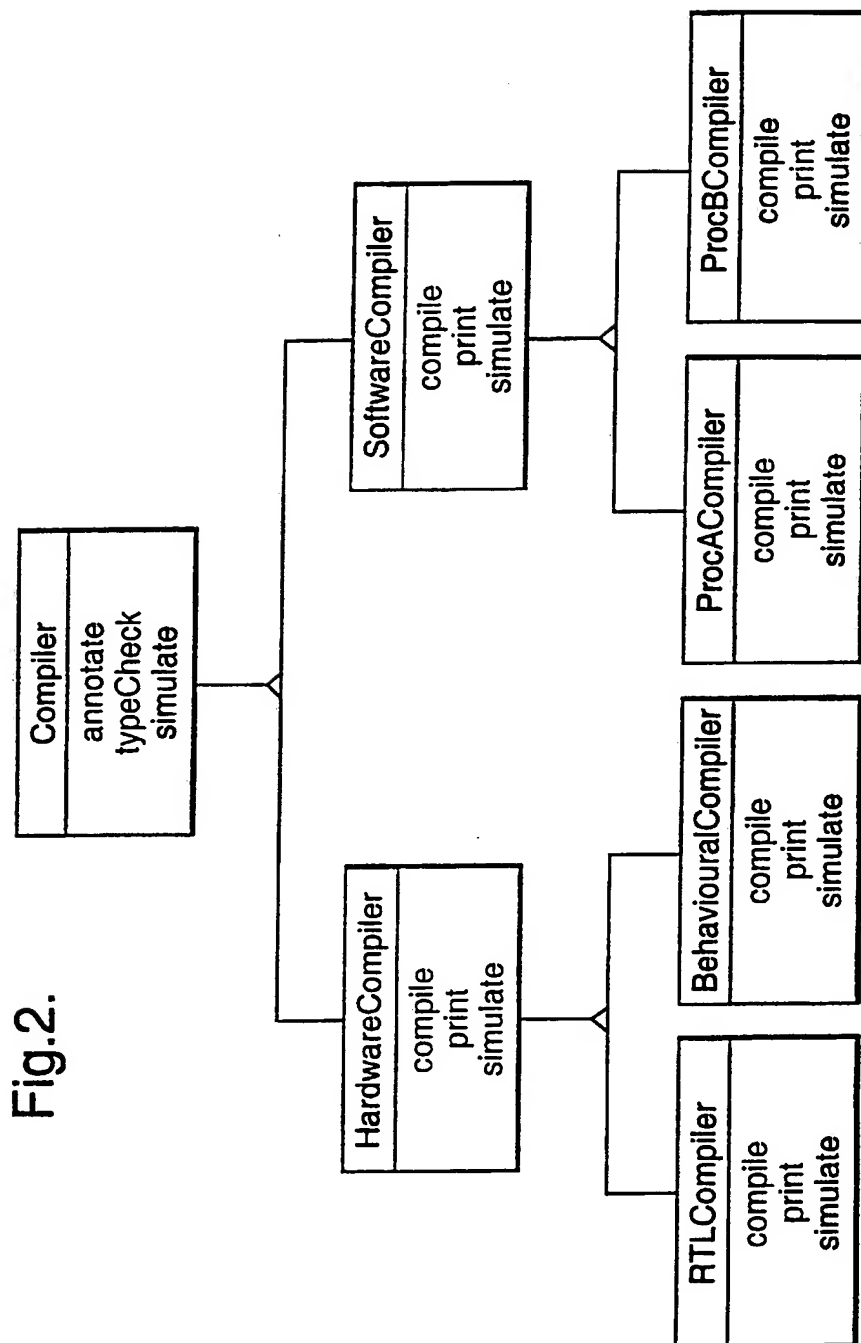 Fig.2.
Compiler
annotate
typeCheck
simulate
HardwareCompiler
compile
print
simulate
SoftwareCompiler
compile
print
simulate
RTLCompiler
compile
print
simulate
BehaviouralCompiler
compile
print
simulate
ProcACompiler
compile
print
simulate
ProcBCompiler
compile
print
simulate